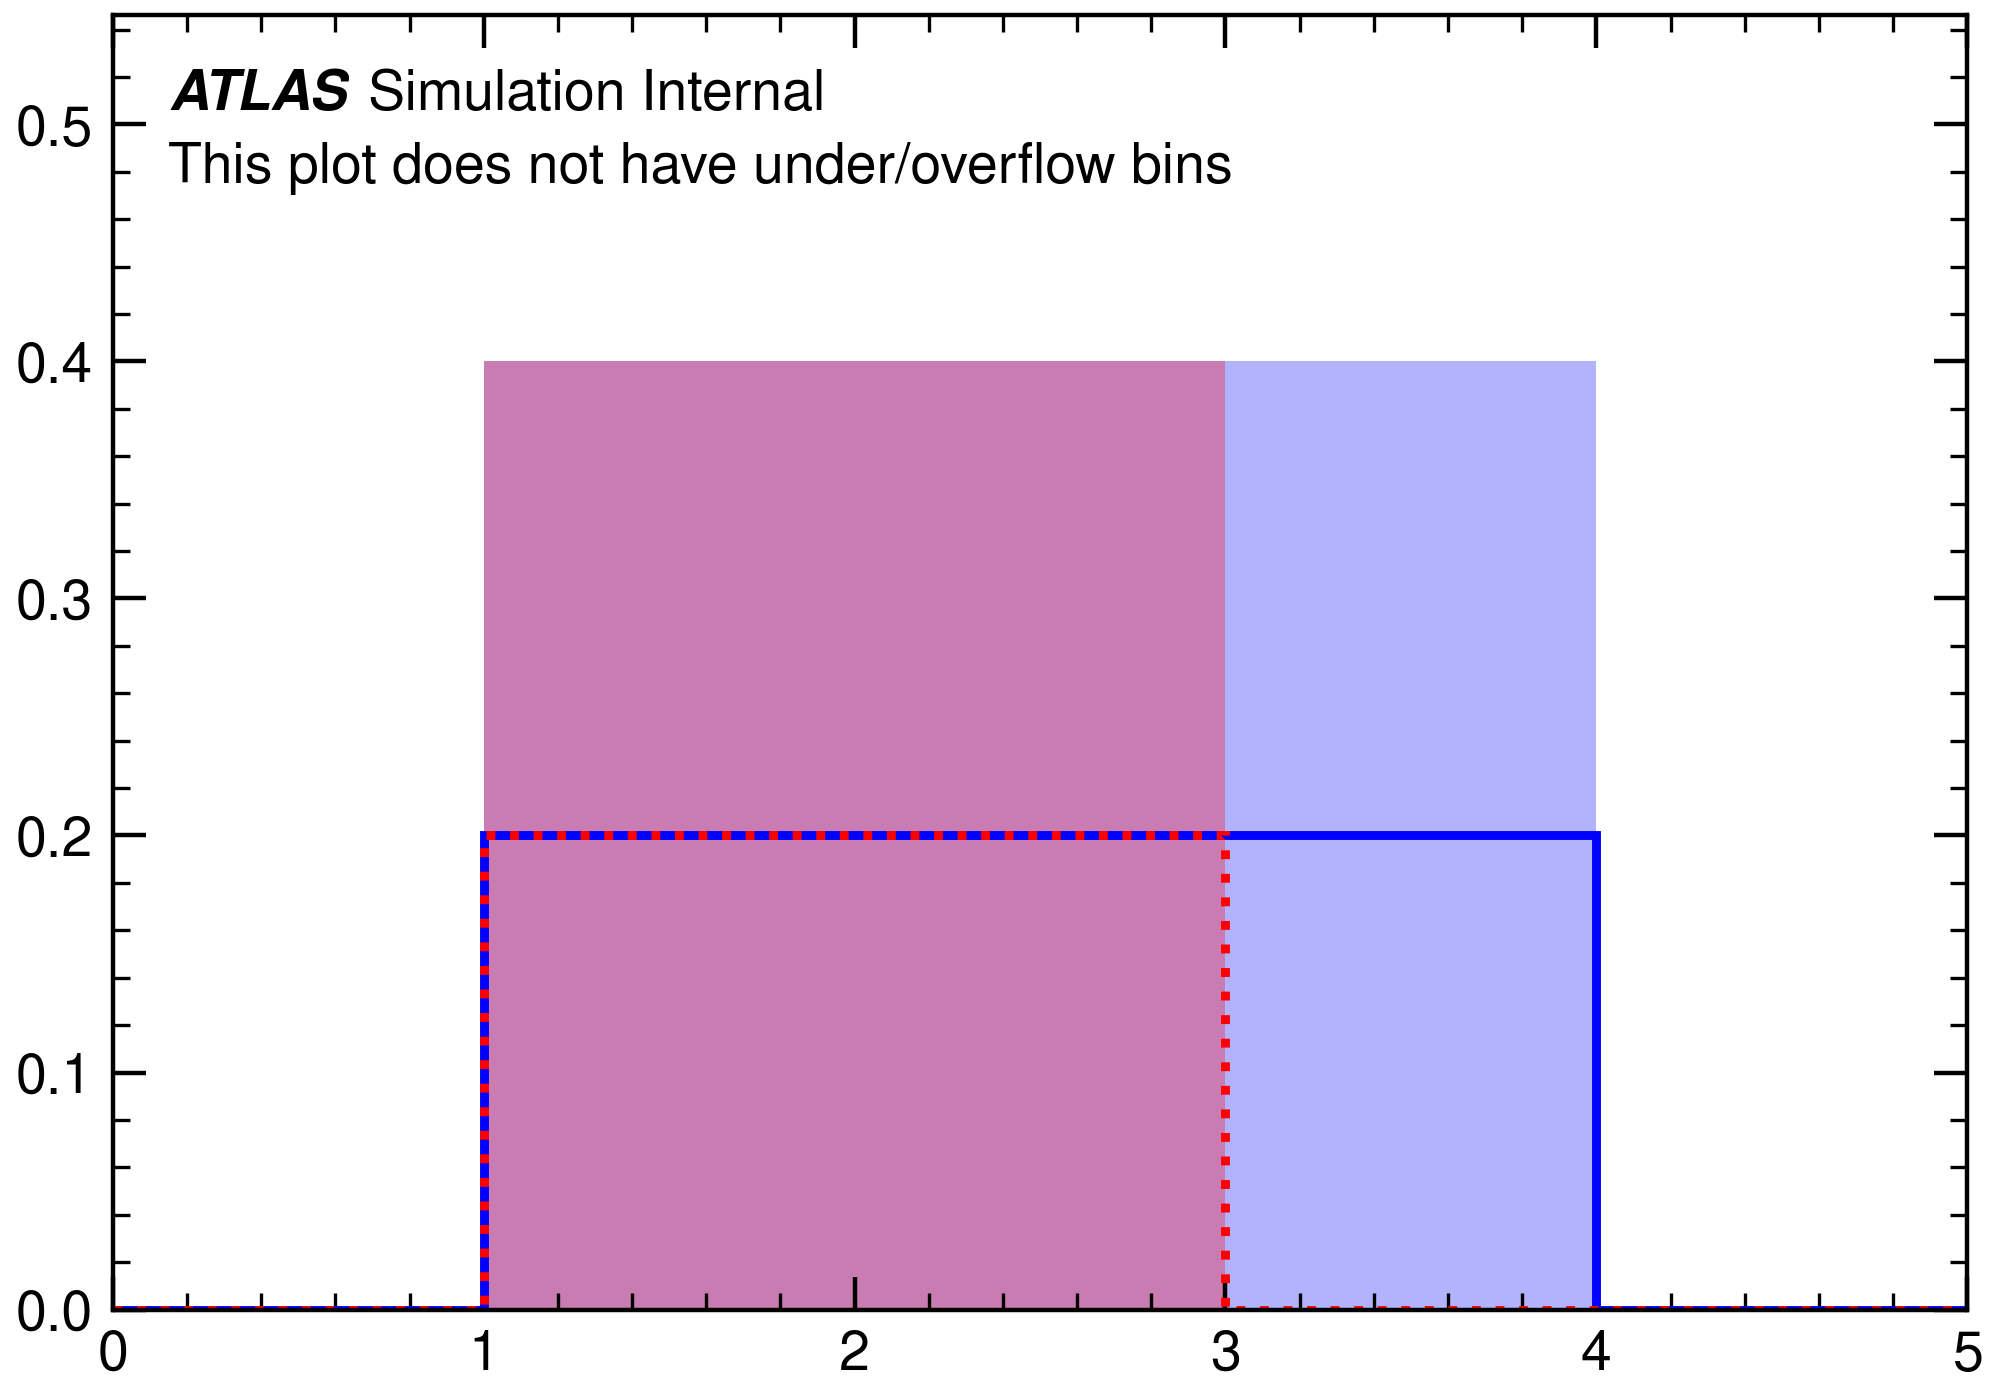 ATLAS Simulation Internal
This plot does not have under/overflow bins
0.5
0.4
0.3
0.2
0.1
0.0
0 1 2 3 4 5